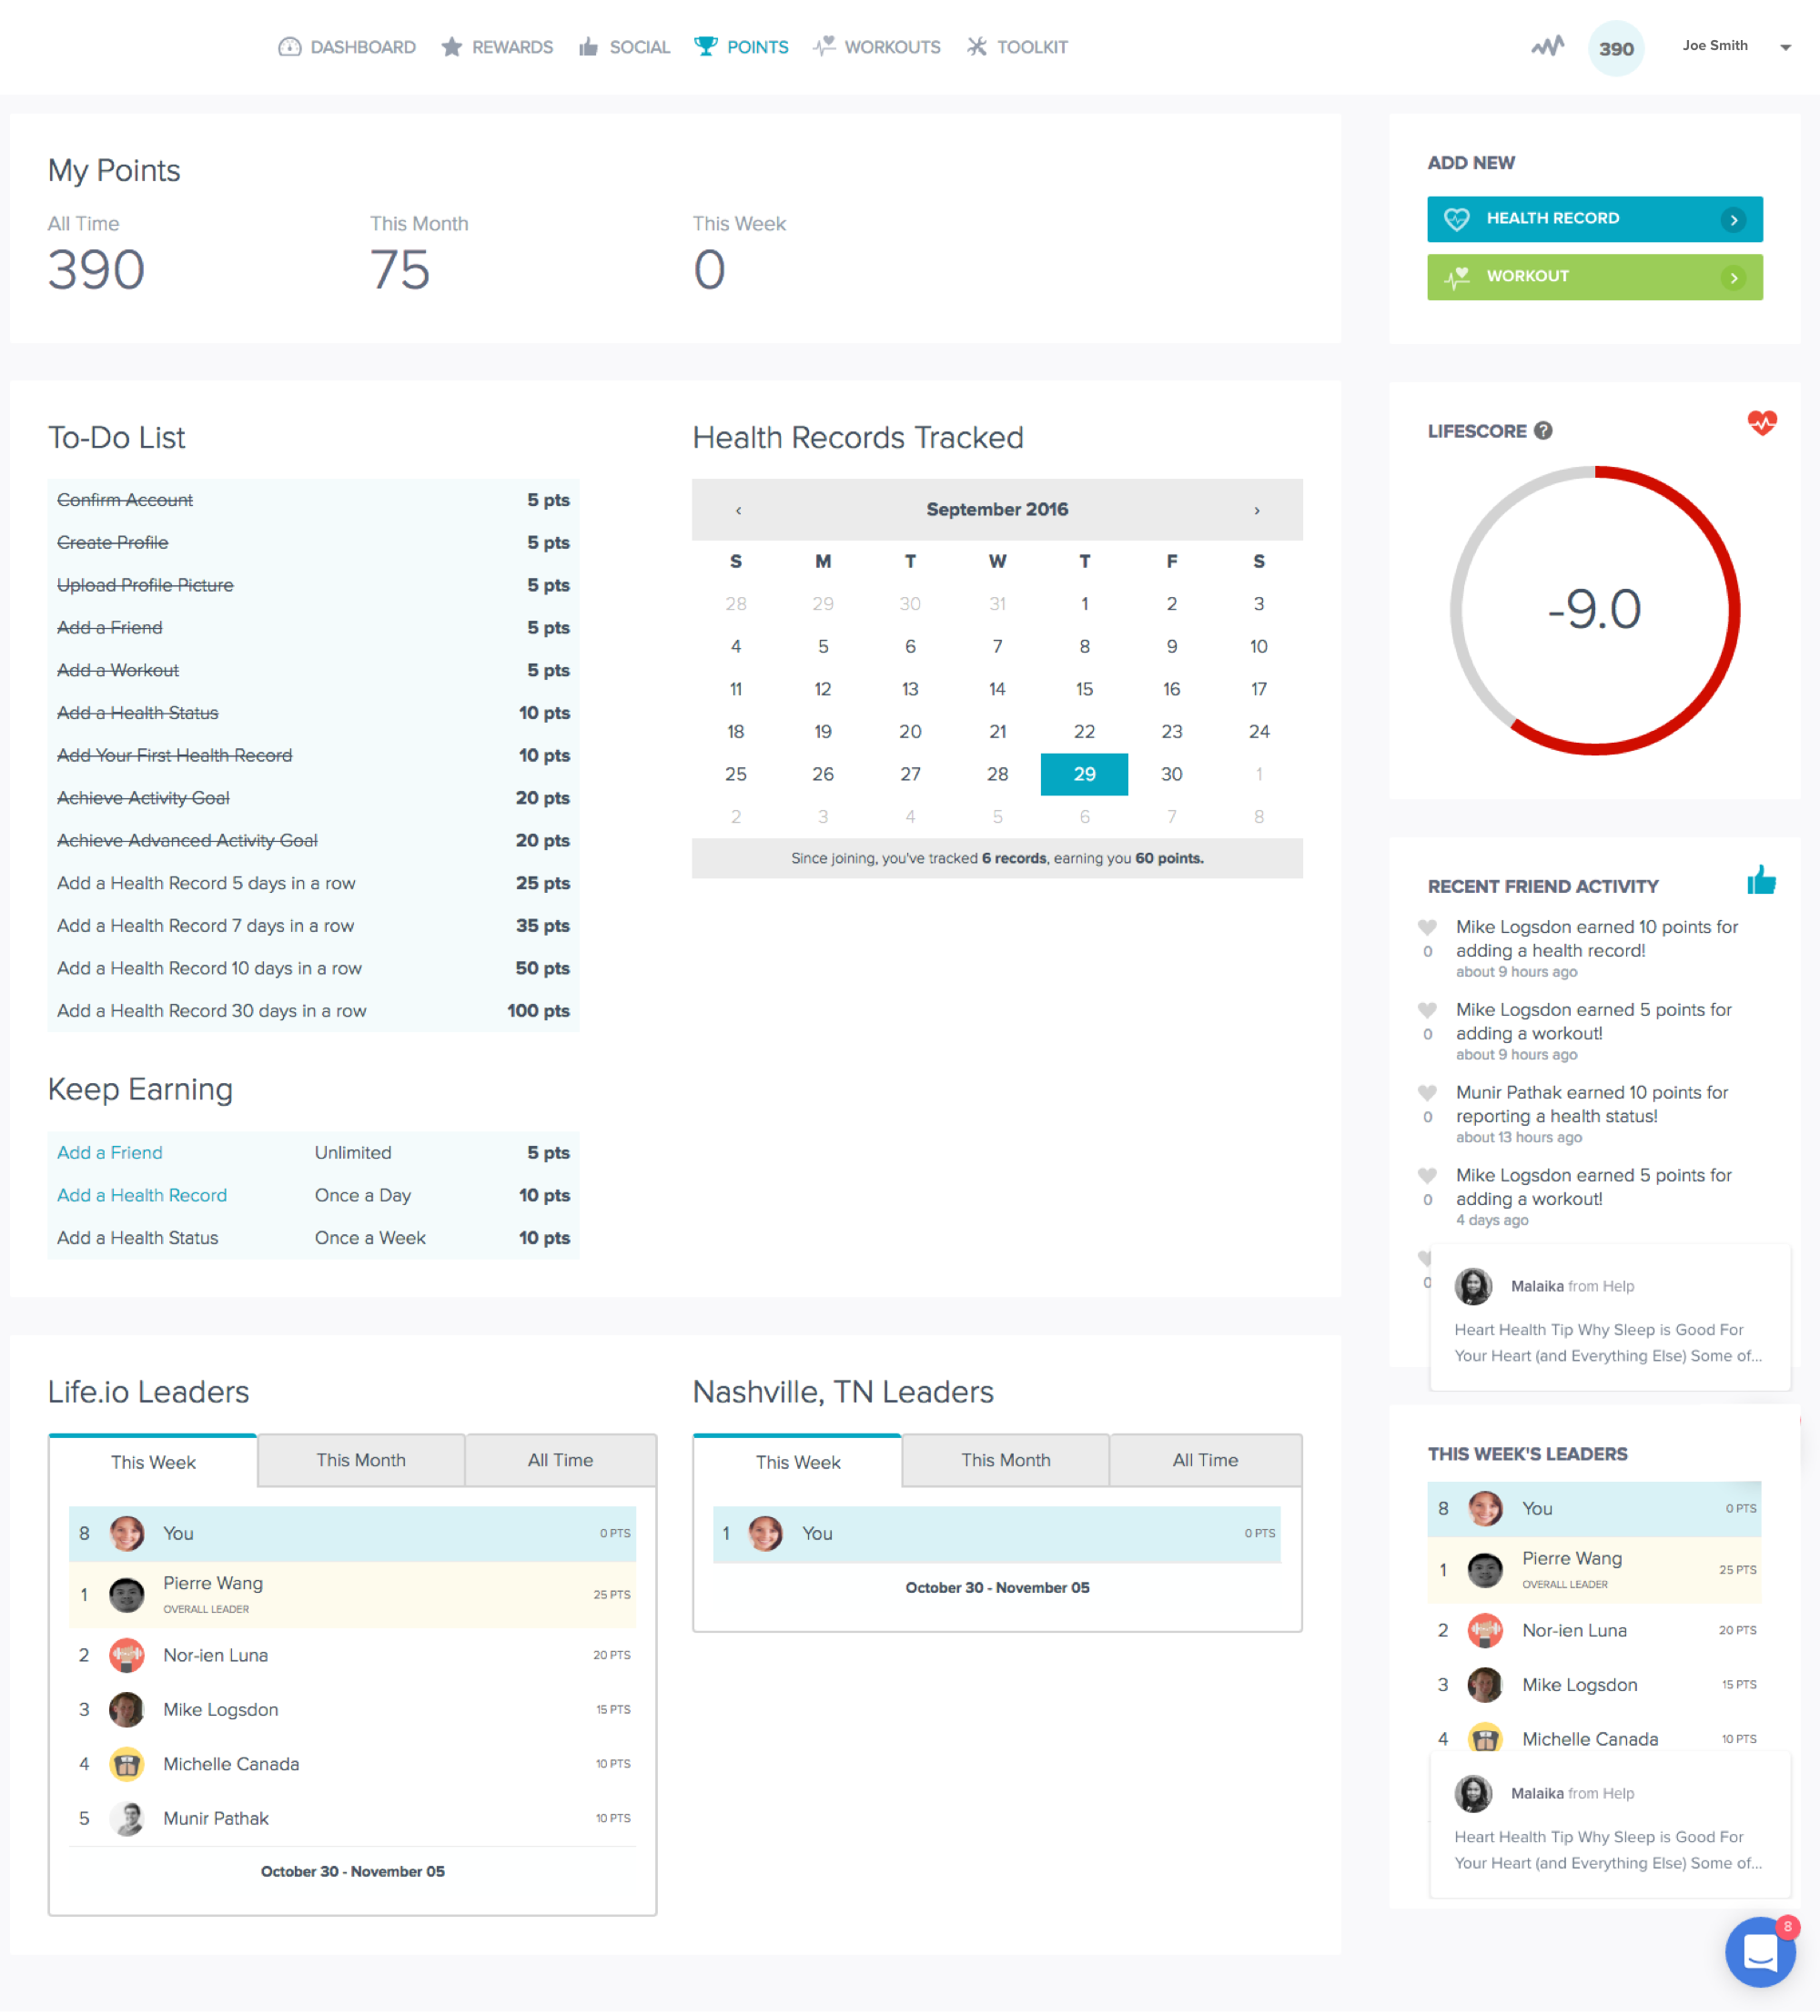 DASHBOARD REWARDS SOCIAL POINTS WORKOUTS TOOLKIT 390 Joe Smith
My Points
All Time This Month This Week
390 75 0
ADD NEW
HEALTH RECORD
WORKOUT
To-Do List
Confirm Account 5 pts
Create Profile 5 pts
Upload Profile Picture 5 pts
Add a Friend 5 pts
Add a Workout 5 pts
Add a Health Status 10 pts
Add Your First Health Record 10 pts
Achieve Activity Goal 20 pts
Achieve Advanced Activity Goal 20 pts
Add a Health Record 5 days in a row 25 pts
Add a Health Record 7 days in a row 35 pts
Add a Health Record 10 days in a row 50 pts
Add a Health Record 30 days in a row 100 pts
Keep Earning
Add a Friend Unlimited 5 pts
Add a Health Record Once a Day 10 pts
Add a Health Status Once a Week 10 pts
Health Records Tracked
‹ September 2016 ›
S M T W T F S
28 29 30 31 1 2 3
4 5 6 7 8 9 10
11 12 13 14 15 16 17
18 19 20 21 22 23 24
25 26 27 28 29 30 1
2 3 4 5 6 7 8
Since joining, you've tracked 6 records, earning you 60 points.
LIFESCORE ?
-9.0
RECENT FRIEND ACTIVITY
Mike Logsdon earned 10 points for
0 adding a health record!
about 9 hours ago
Mike Logsdon earned 5 points for
0 adding a workout!
about 9 hours ago
Munir Pathak earned 10 points for
0 reporting a health status!
about 13 hours ago
Mike Logsdon earned 5 points for
0 adding a workout!
4 days ago
0
Malaika from Help
Heart Health Tip Why Sleep is Good For
Your Heart (and Everything Else) Some of...
Life.io Leaders
This Week This Month All Time
8 You 0 PTS
1 Pierre Wang 25 PTS
OVERALL LEADER
2 Nor-ien Luna 20 PTS
3 Mike Logsdon 15 PTS
4 Michelle Canada 10 PTS
5 Munir Pathak 10 PTS
October 30 - November 05
Nashville, TN Leaders
This Week This Month All Time
1 You 0 PTS
October 30 - November 05
THIS WEEK'S LEADERS
8 You 0 PTS
1 Pierre Wang 25 PTS
OVERALL LEADER
2 Nor-ien Luna 20 PTS
3 Mike Logsdon 15 PTS
4 Michelle Canada 10 PTS
Malaika from Help
Heart Health Tip Why Sleep is Good For
Your Heart (and Everything Else) Some of...
8